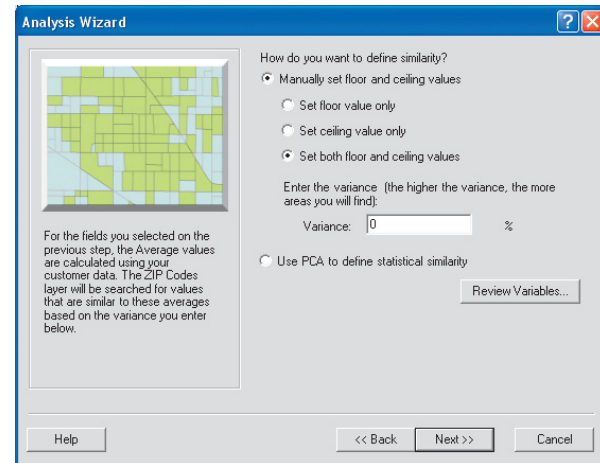 Analysis Wizard
How do you want to define similarity?
Manually set floor and ceiling values
Set floor value only
Set ceiling value only
Set both floor and ceiling values
Enter the variance (the higher the variance, the more
areas you will find):
Variance: 0 %
Use PCA to define statistical similarity
Review Variables...
For the fields you selected on the
previous step, the Average values
are calculated using your
customer data. The ZIP Codes
layer will be searched for values
that are similar to these averages
based on the variance you enter
below.
Help
<< Back
Next >>
Cancel